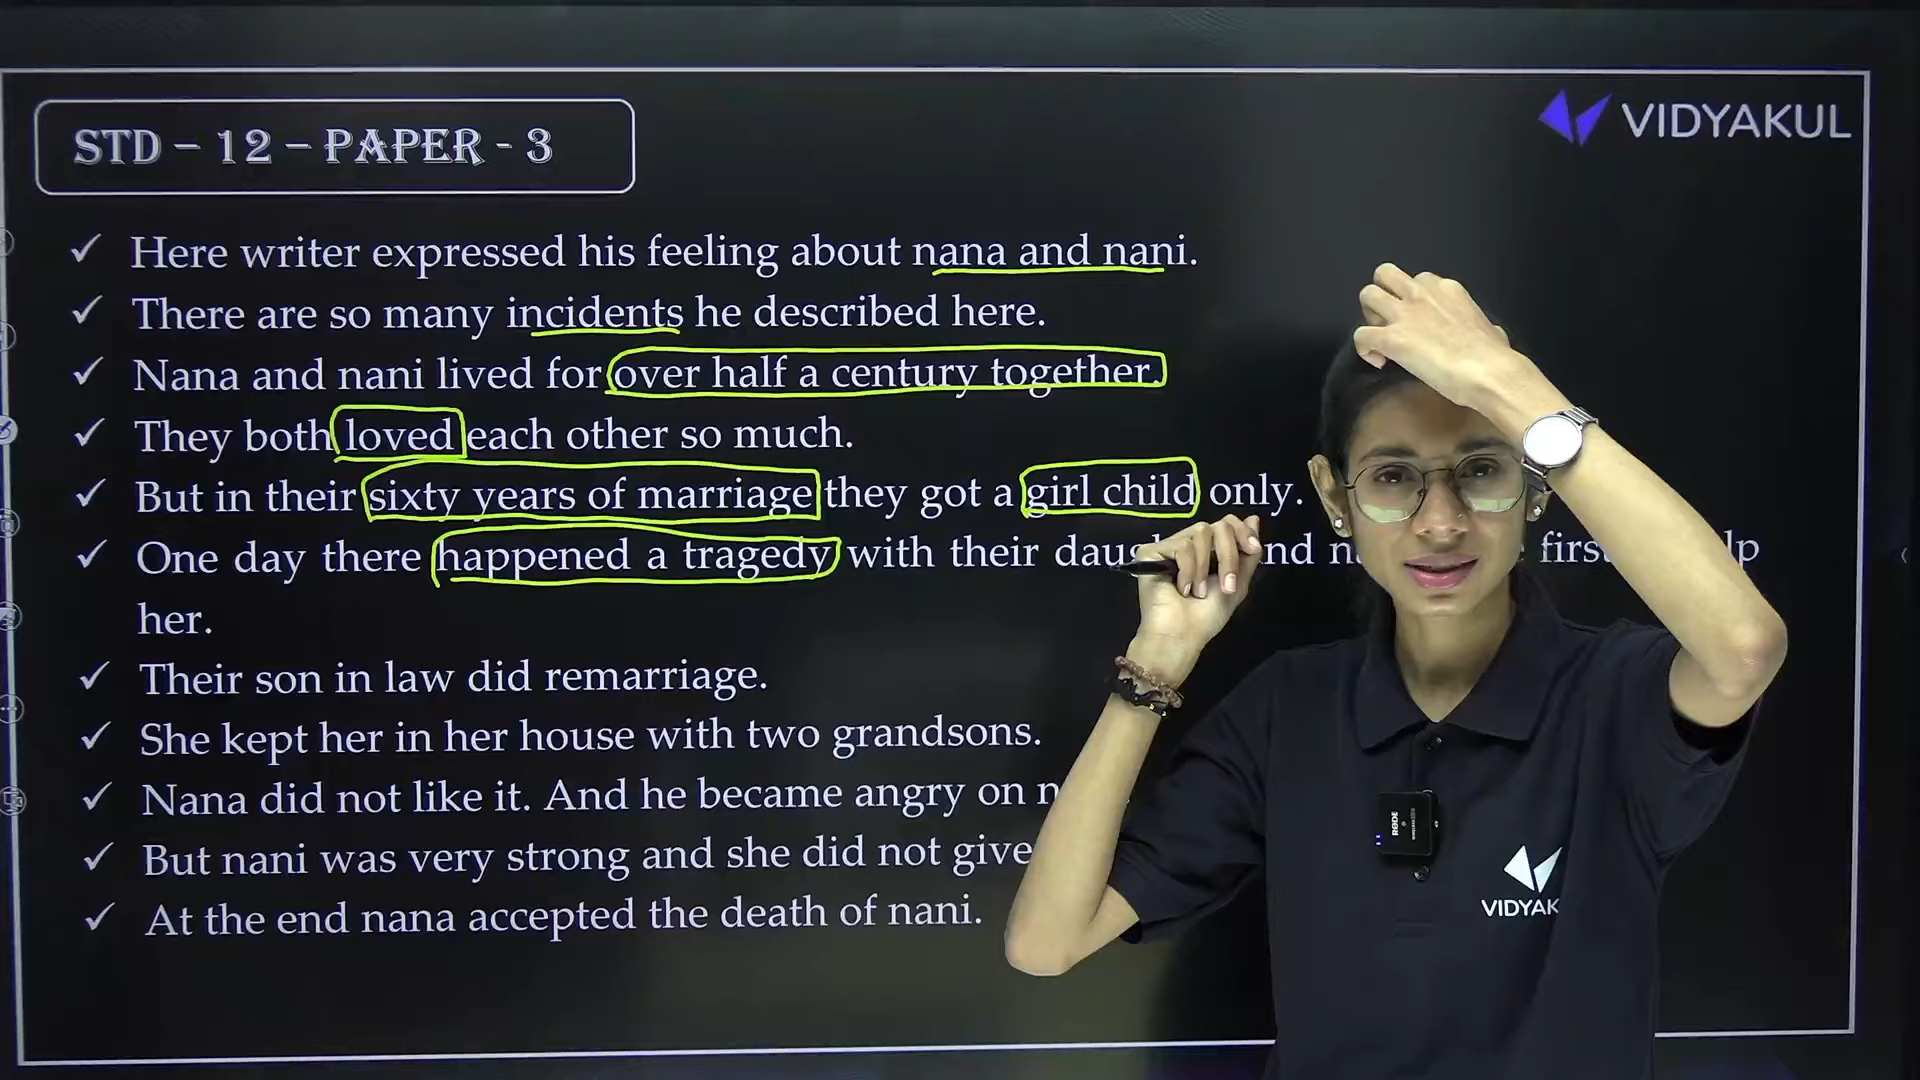 STD – 12 – PAPER - 3
VIDYAKUL
Here writer expressed his feeling about nana and nani.
There are so many incidents he described here.
Nana and nani lived for over half a century together.
They both loved each other so much.
But in their sixty years of marriage they got a girl child only.
One day there happened a tragedy with their
her.
Their son in law did remarriage.
She kept her in her house with two grandsons.
Nana did not like it. And he became angry on
But nani was very strong and she did not give
At the end nana accepted the death of nani.
RØDE